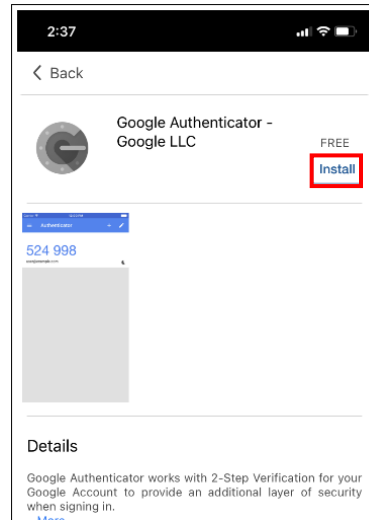 2:37
Back
Google Authenticator -
Google LLC
FREE
Install
Authenticator
524 998
Details
Google Authenticator works with 2-Step Verification for your
Google Account to provide an additional layer of security
when signing in.
More